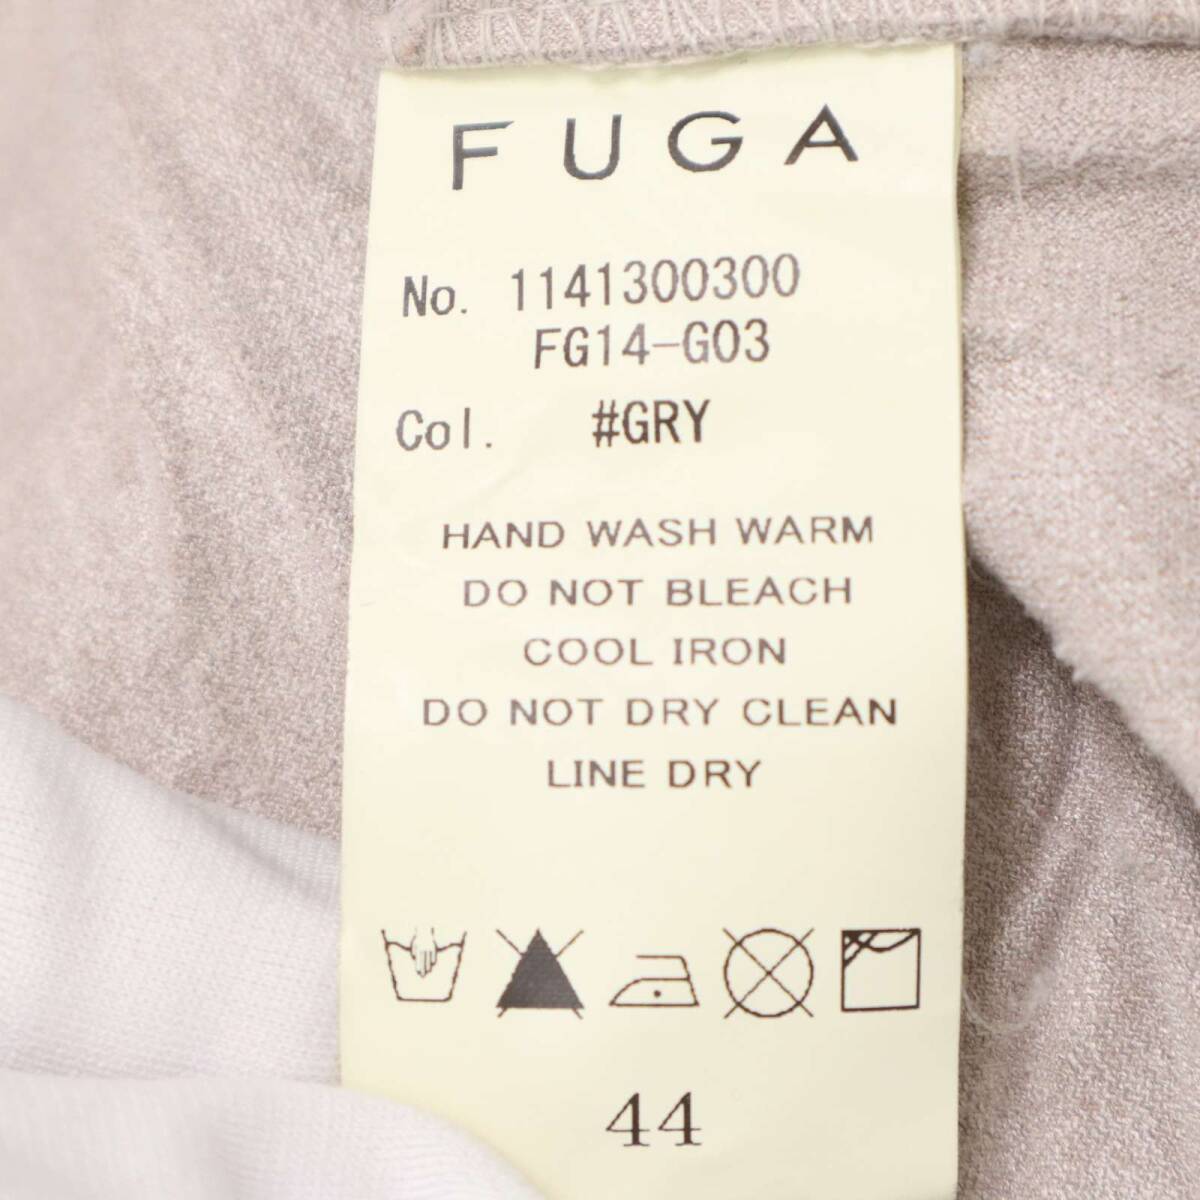 FUGA
No. 1141300300
FG14-G03
Col. #GRY
HAND WASH WARM
DO NOT BLEACH
COOL IRON
DO NOT DRY CLEAN
LINE DRY
44